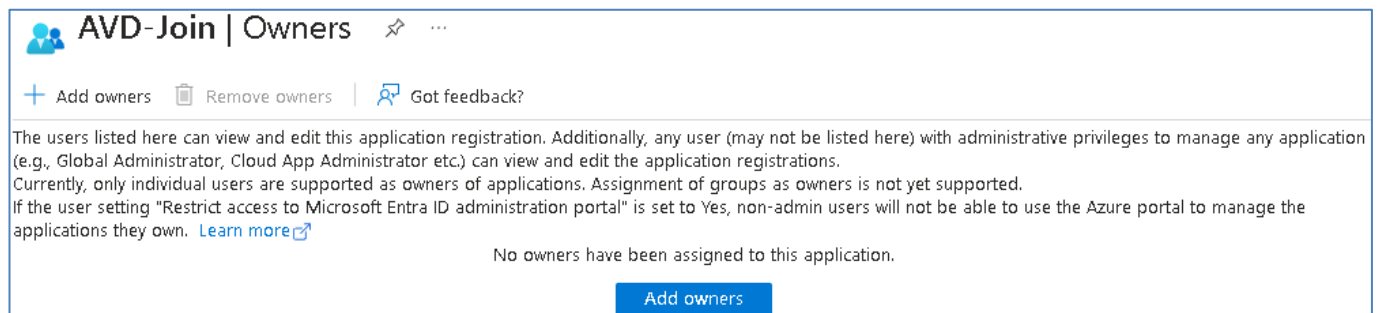 AVD-Join | Owners ...
Add owners Remove owners Got feedback?
The users listed here can view and edit this application registration. Additionally, any user (may not be listed here) with administrative privileges to manage any application
(e.g., Global Administrator, Cloud App Administrator etc.) can view and edit the application registrations.
Currently, only individual users are supported as owners of applications. Assignment of groups as owners is not yet supported.
If the user setting "Restrict access to Microsoft Entra ID administration portal" is set to Yes, non-admin users will not be able to use the Azure portal to manage the
applications they own. Learn more
No owners have been assigned to this application.
Add owners